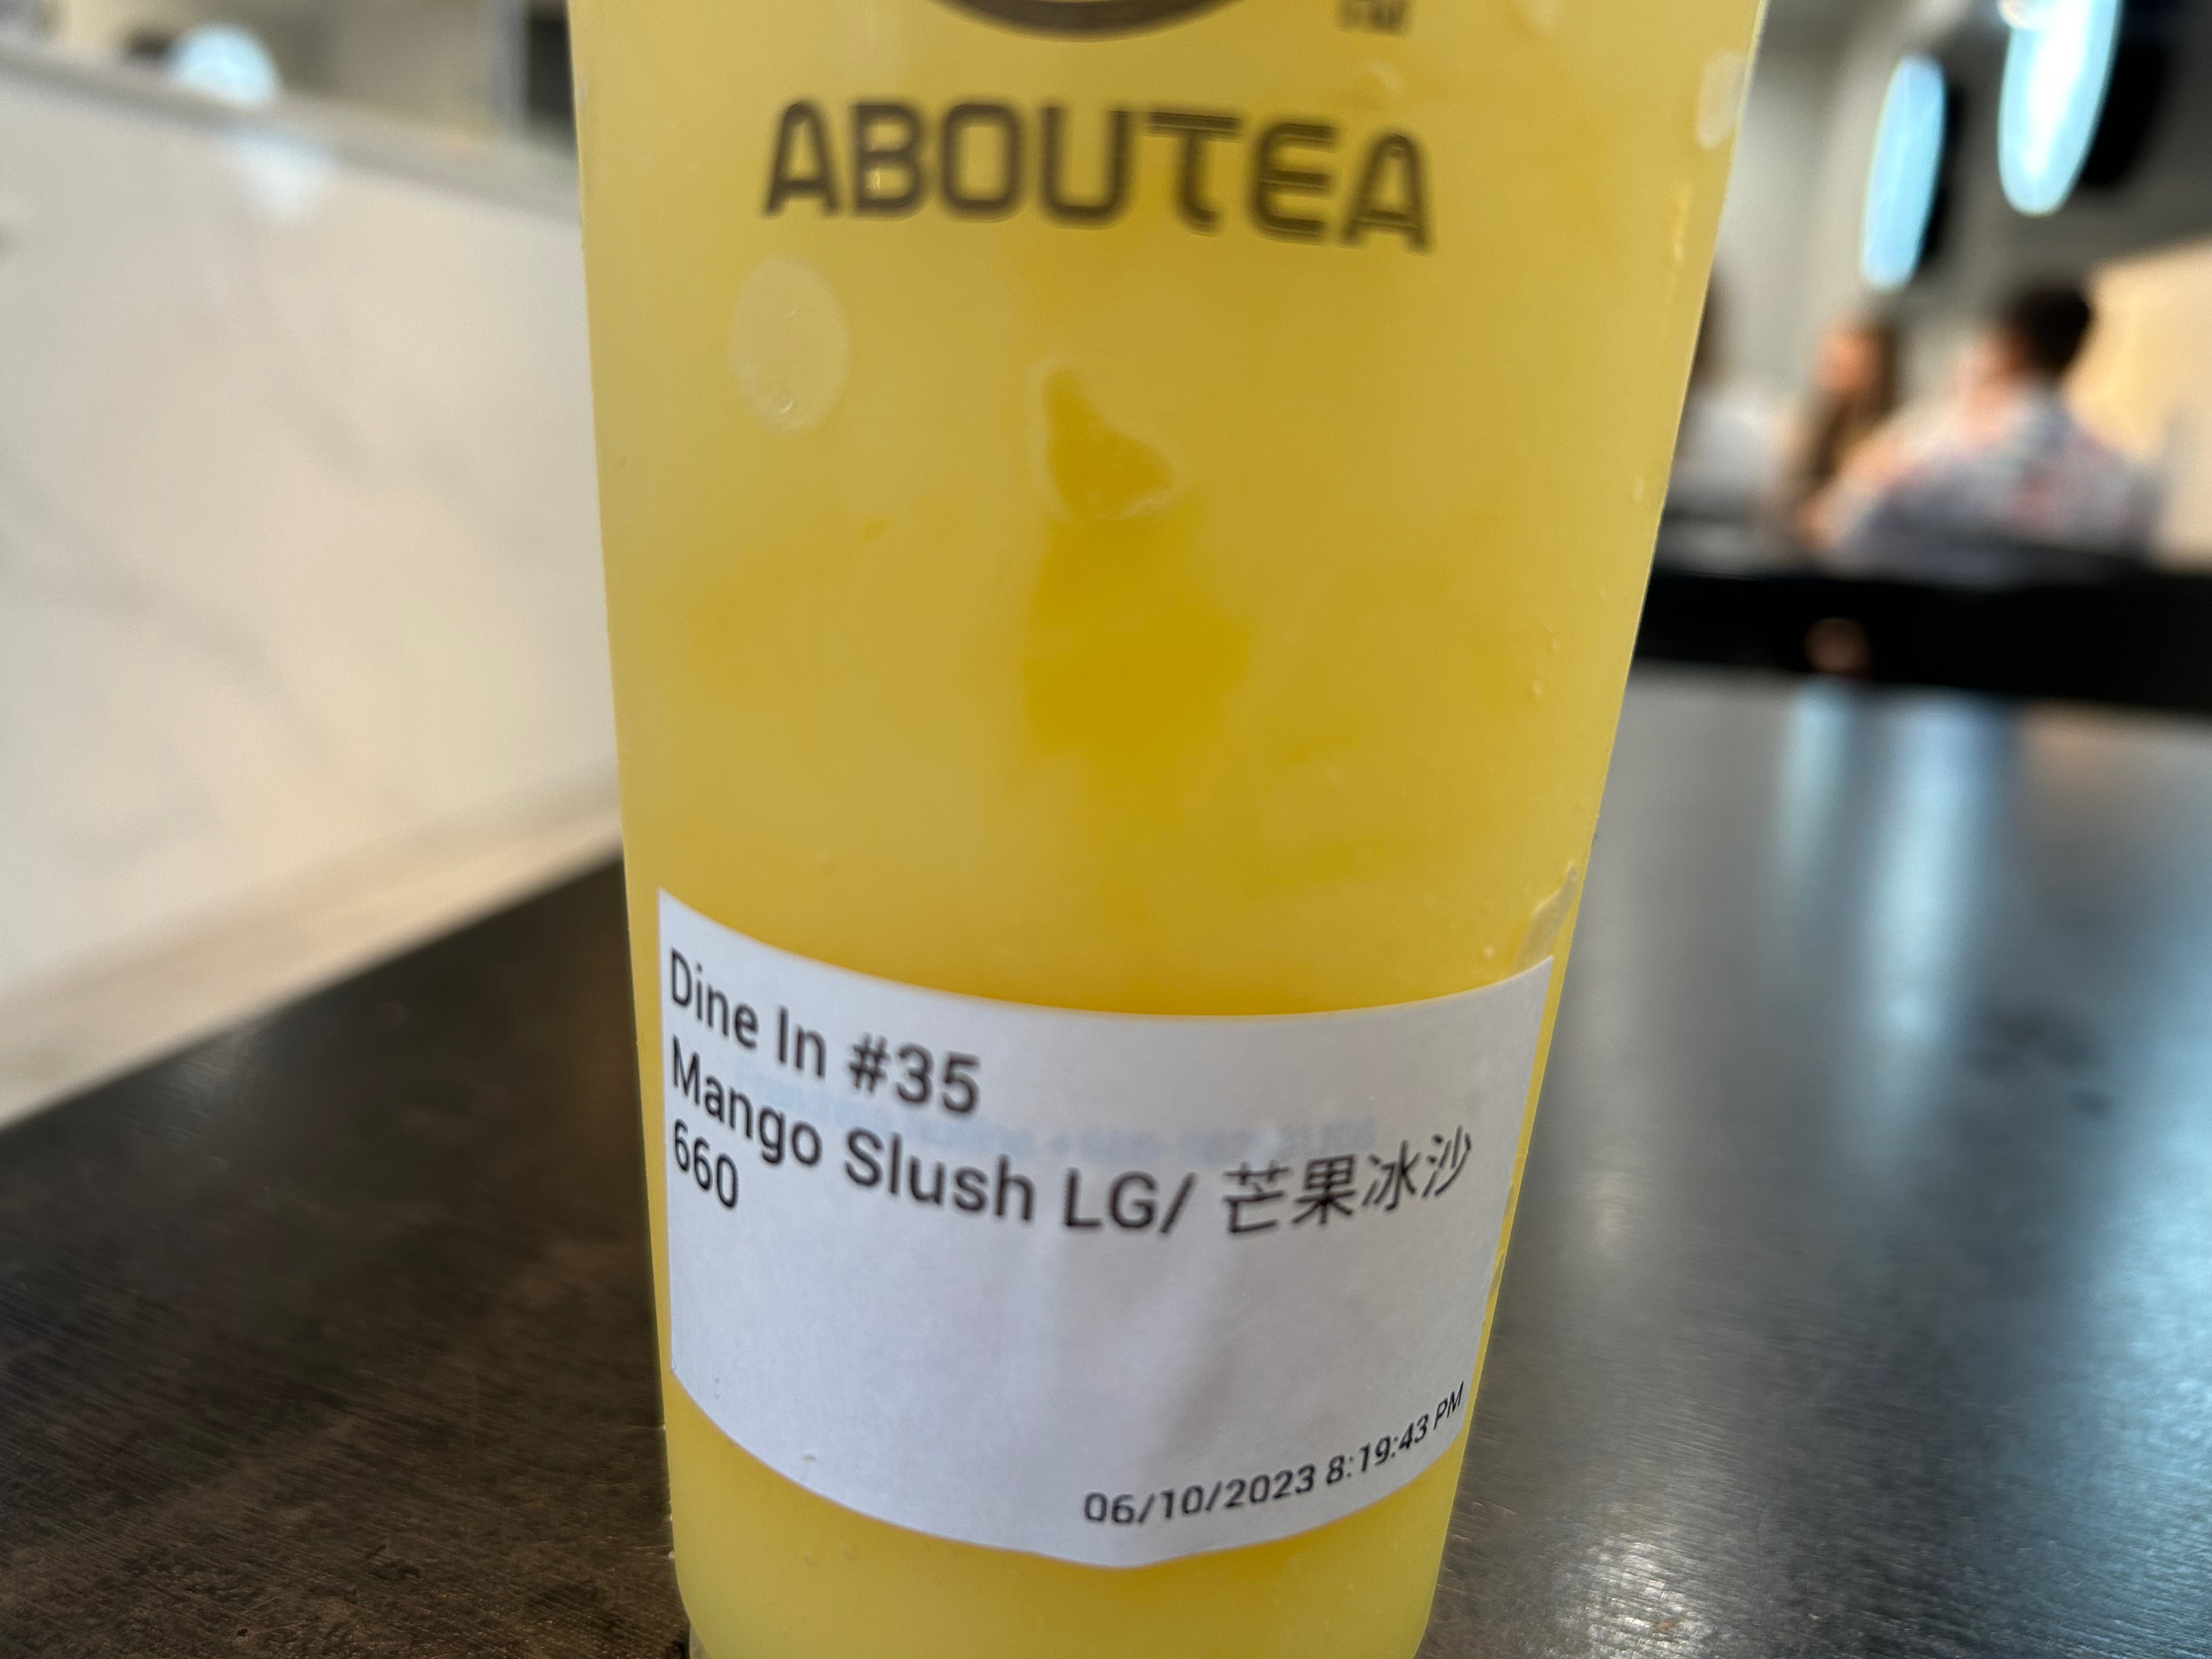 TM
ABOUTEA
Dine In #35
Mango Slush LG/ 芒果冰沙
660
06/10/2023 8:19:43 PM